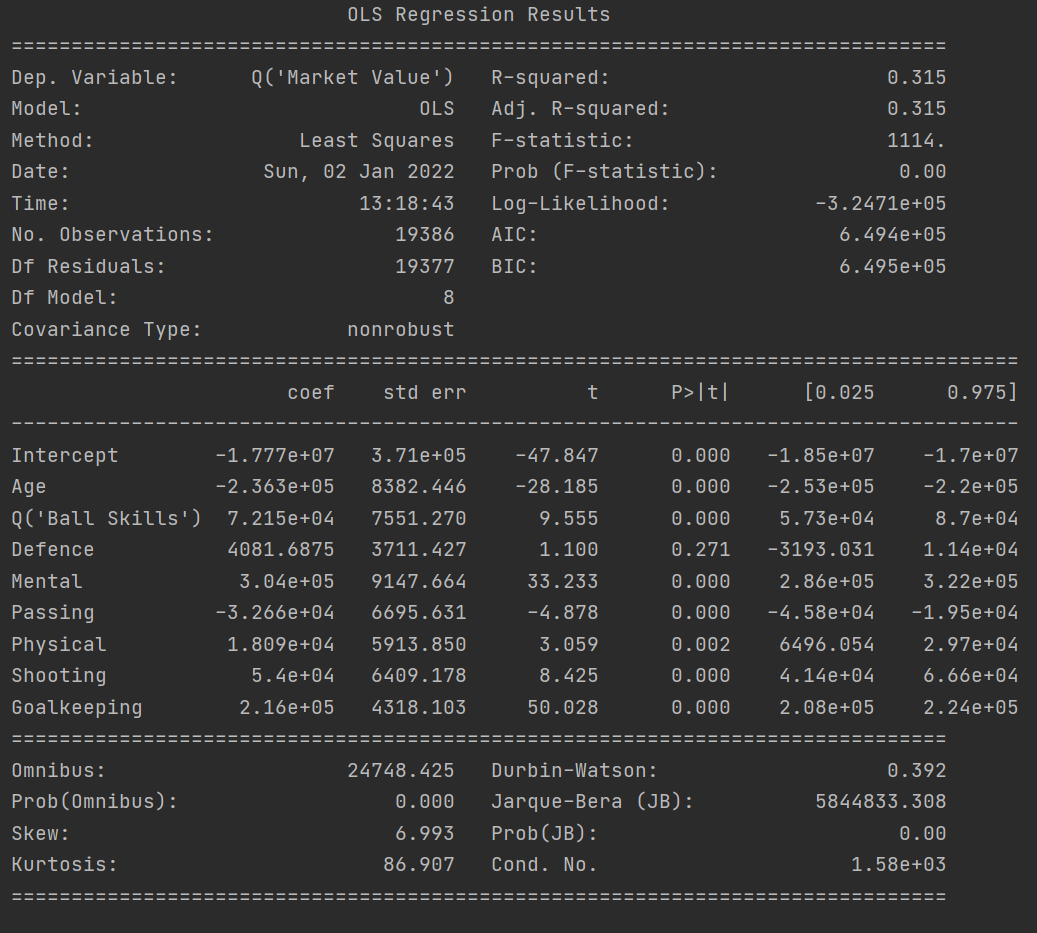 OLS Regression Results
==============================================================================
Dep. Variable:      Q('Market Value')   R-squared:                       0.315
Model:                            OLS   Adj. R-squared:                  0.315
Method:                 Least Squares   F-statistic:                     1114.
Date:                Sun, 02 Jan 2022   Prob (F-statistic):               0.00
Time:                        13:18:43   Log-Likelihood:            -3.2471e+05
No. Observations:               19386   AIC:                         6.494e+05
Df Residuals:                   19377   BIC:                         6.495e+05
Df Model:                           8
Covariance Type:            nonrobust
====================================================================================
                       coef    std err          t      P>|t|      [0.025      0.975]
------------------------------------------------------------------------------------
Intercept        -1.777e+07   3.71e+05    -47.847      0.000   -1.85e+07    -1.7e+07
Age              -2.363e+05   8382.446    -28.185      0.000   -2.53e+05    -2.2e+05
Q('Ball Skills')  7.215e+04   7551.270      9.555      0.000    5.73e+04     8.7e+04
Defence           4081.6875   3711.427      1.100      0.271   -3193.031    1.14e+04
Mental             3.04e+05   9147.664     33.233      0.000    2.86e+05    3.22e+05
Passing          -3.266e+04   6695.631     -4.878      0.000   -4.58e+04   -1.95e+04
Physical          1.809e+04   5913.850      3.059      0.002    6496.054    2.97e+04
Shooting            5.4e+04   6409.178      8.425      0.000    4.14e+04    6.66e+04
Goalkeeping        2.16e+05   4318.103     50.028      0.000    2.08e+05    2.24e+05
==============================================================================
Omnibus:                    24748.425   Durbin-Watson:                   0.392
Prob(Omnibus):                  0.000   Jarque-Bera (JB):          5844833.308
Skew:                           6.993   Prob(JB):                         0.00
Kurtosis:                      86.907   Cond. No.                     1.58e+03
==============================================================================